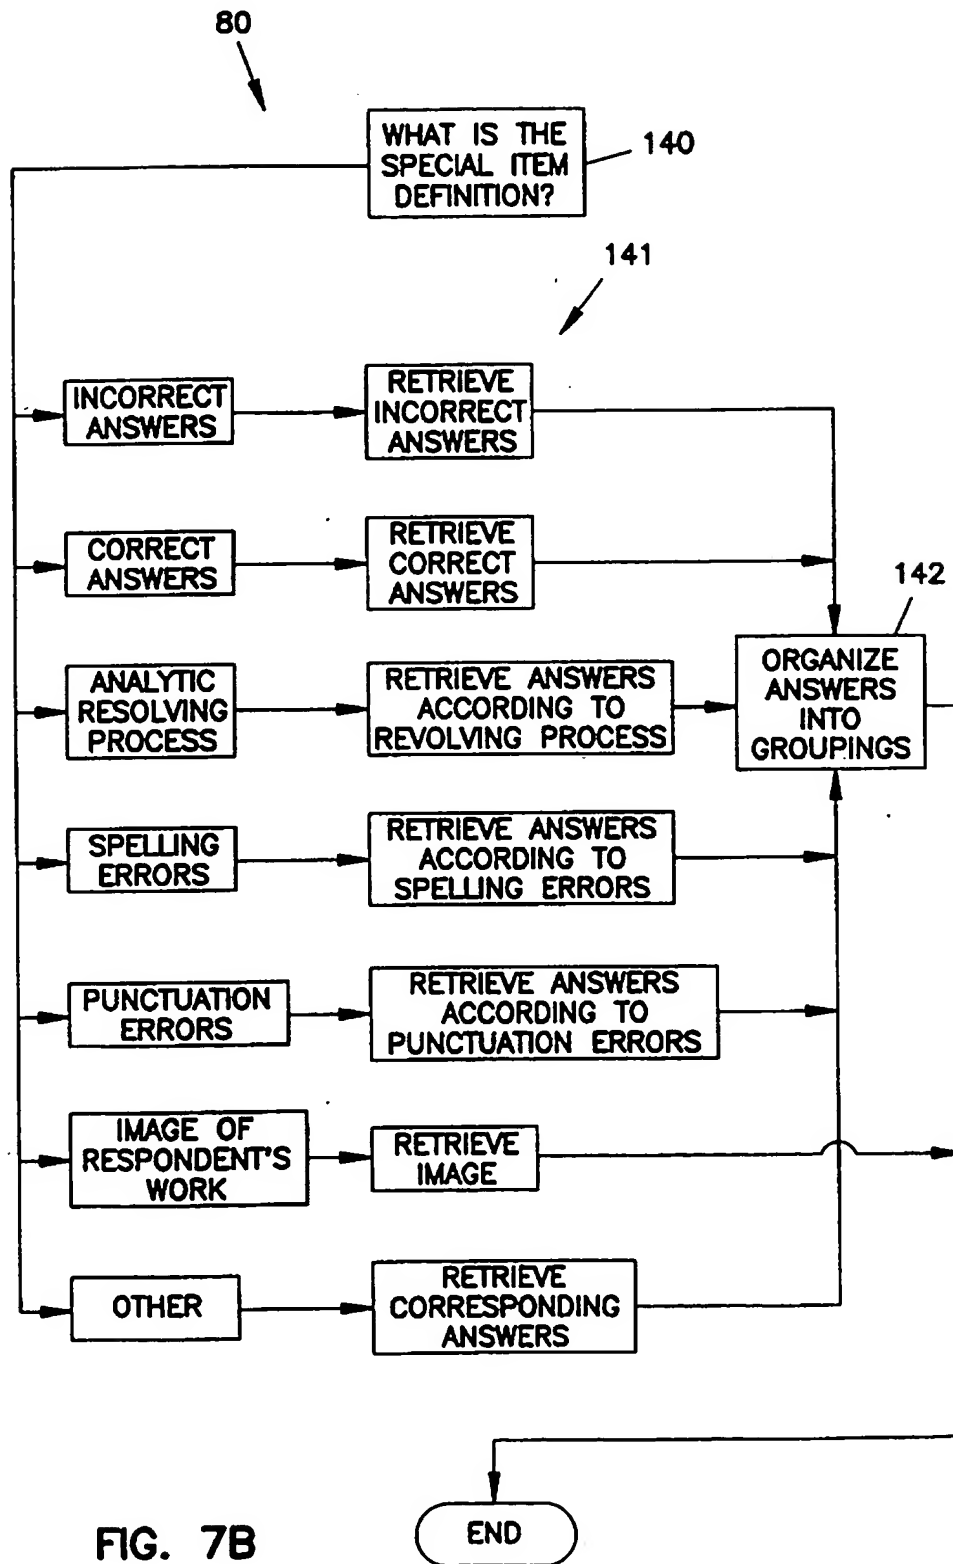 80
WHAT IS THE
SPECIAL ITEM
DEFINITION?
140
141
INCORRECT
ANSWERS
RETRIEVE
INCORRECT
ANSWERS
CORRECT
ANSWERS
RETRIEVE
CORRECT
ANSWERS
142
ANALYTIC
RESOLVING
PROCESS
RETRIEVE ANSWERS
ACCORDING TO
REVOLVING PROCESS
ORGANIZE
ANSWERS
INTO
GROUPINGS
SPELLING
ERRORS
RETRIEVE ANSWERS
ACCORDING TO
SPELLING ERRORS
PUNCTUATION
ERRORS
RETRIEVE ANSWERS
ACCORDING TO
PUNCTUATION ERRORS
IMAGE OF
RESPONDENT'S
WORK
RETRIEVE
IMAGE
OTHER
RETRIEVE
CORRESPONDING
ANSWERS
END
FIG. 7B